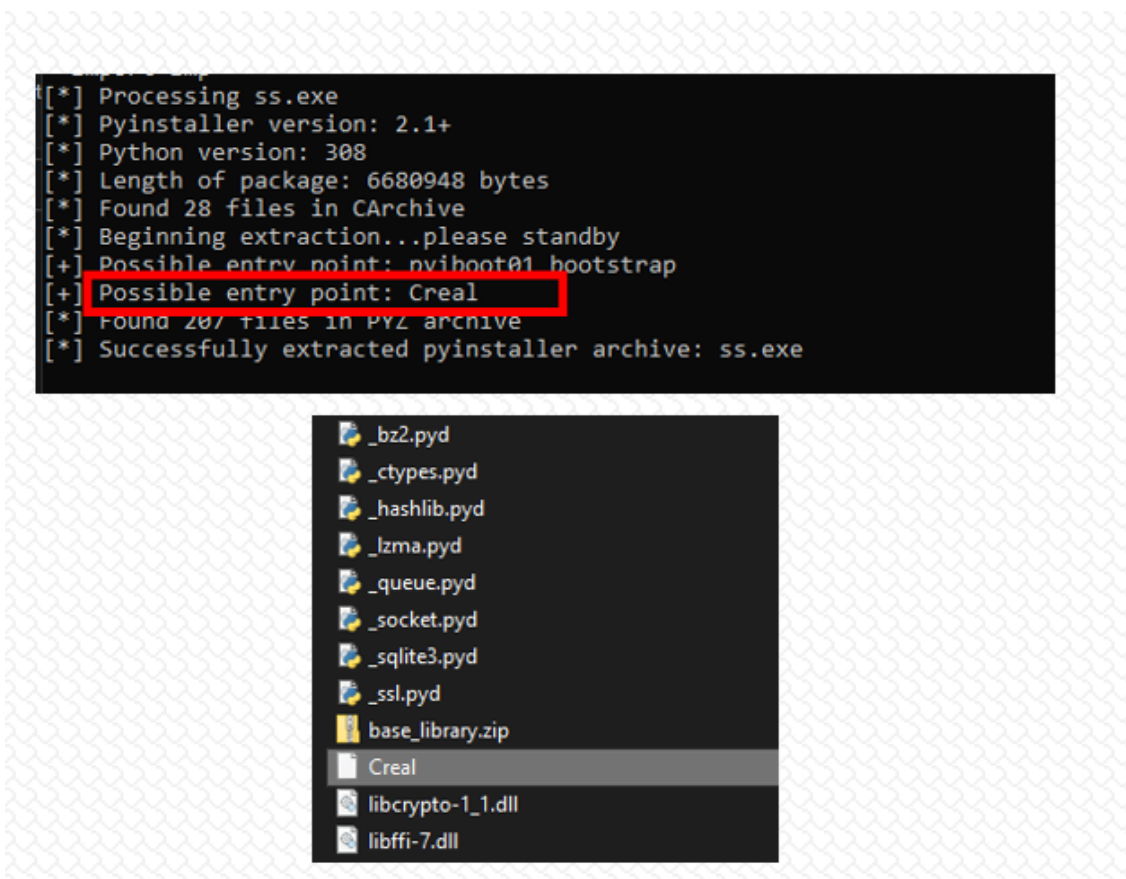 [*] Processing ss.exe
[*] Pyinstaller version: 2.1+
[*] Python version: 308
[*] Length of package: 6680948 bytes
[*] Found 28 files in CArchive
[*] Beginning extraction...please standby
[+] Possible entry point: pyiboot01_bootstrap
[+] Possible entry point: Creal
[*] Found 207 files in PYZ archive
[*] Successfully extracted pyinstaller archive: ss.exe
_bz2.pyd
_ctypes.pyd
_hashlib.pyd
_lzma.pyd
_queue.pyd
_socket.pyd
_sqlite3.pyd
_ssl.pyd
base_library.zip
Creal
libcrypto-1_1.dll
libffi-7.dll